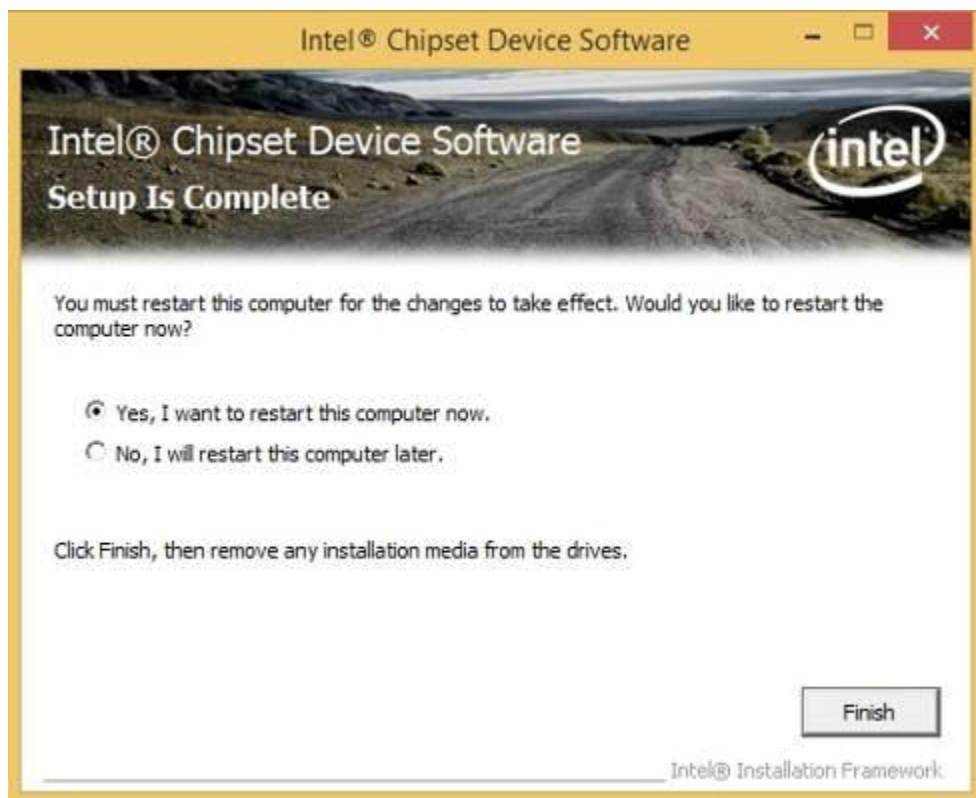 Intel® Chipset Device Software
Intel® Chipset Device Software
intel
Setup Is Complete
You must restart this computer for the changes to take effect. Would you like to restart the
computer now?
Yes, I want to restart this computer now.
No, I will restart this computer later.
Click Finish, then remove any installation media from the drives.
Finish
Intel® Installation Framework